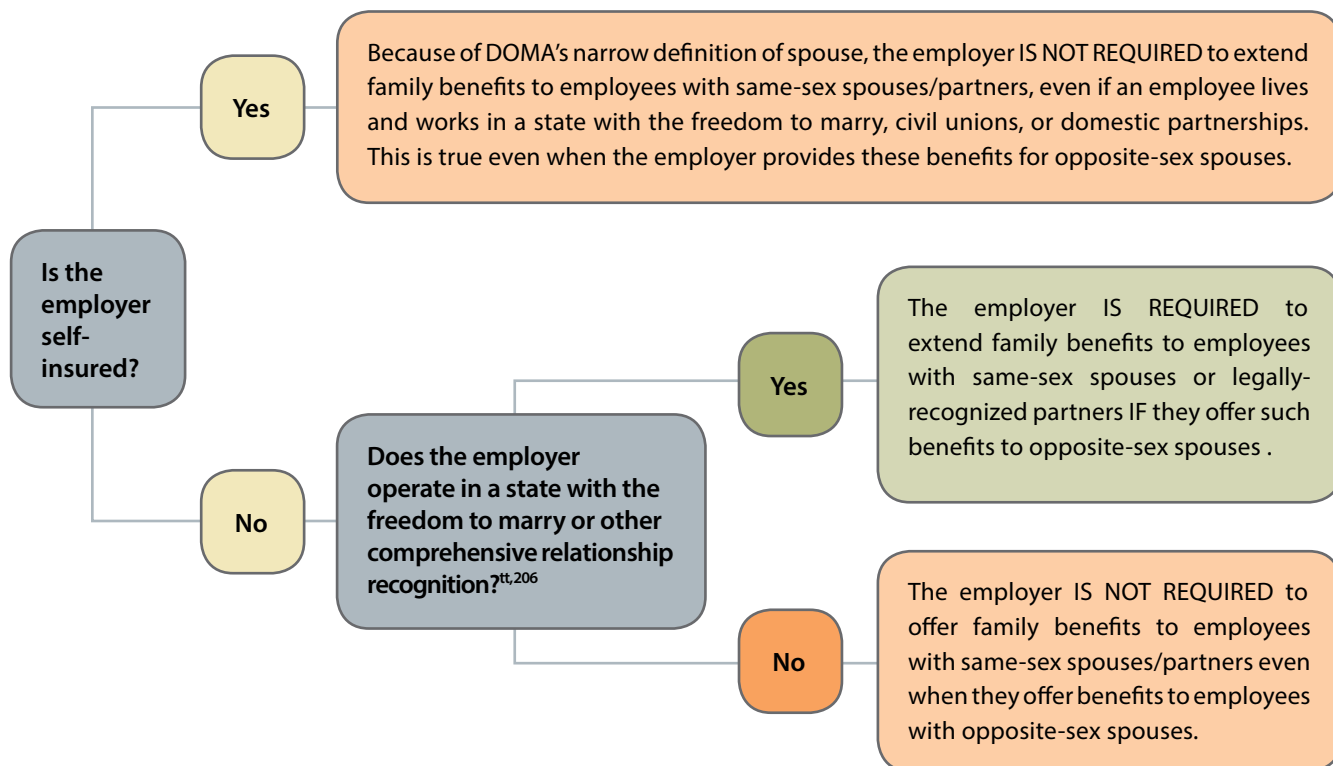 Because of DOMA’s narrow definition of spouse, the employer IS NOT REQUIRED to extend
family benefits to employees with same-sex spouses/partners, even if an employee lives
and works in a state with the freedom to marry, civil unions, or domestic partnerships.
This is true even when the employer provides these benefits for opposite-sex spouses.
Yes
Is the
employer
self-
insured?
The employer IS REQUIRED to
extend family benefits to employees
with same-sex spouses or legally-
recognized partners IF they offer such
benefits to opposite-sex spouses .
Yes
Does the employer
operate in a state with the
freedom to marry or other
comprehensive relationship
recognition?tt,206
No
The employer IS NOT REQUIRED to
offer family benefits to employees
with same-sex spouses/partners even
when they offer benefits to employees
with opposite-sex spouses.
No